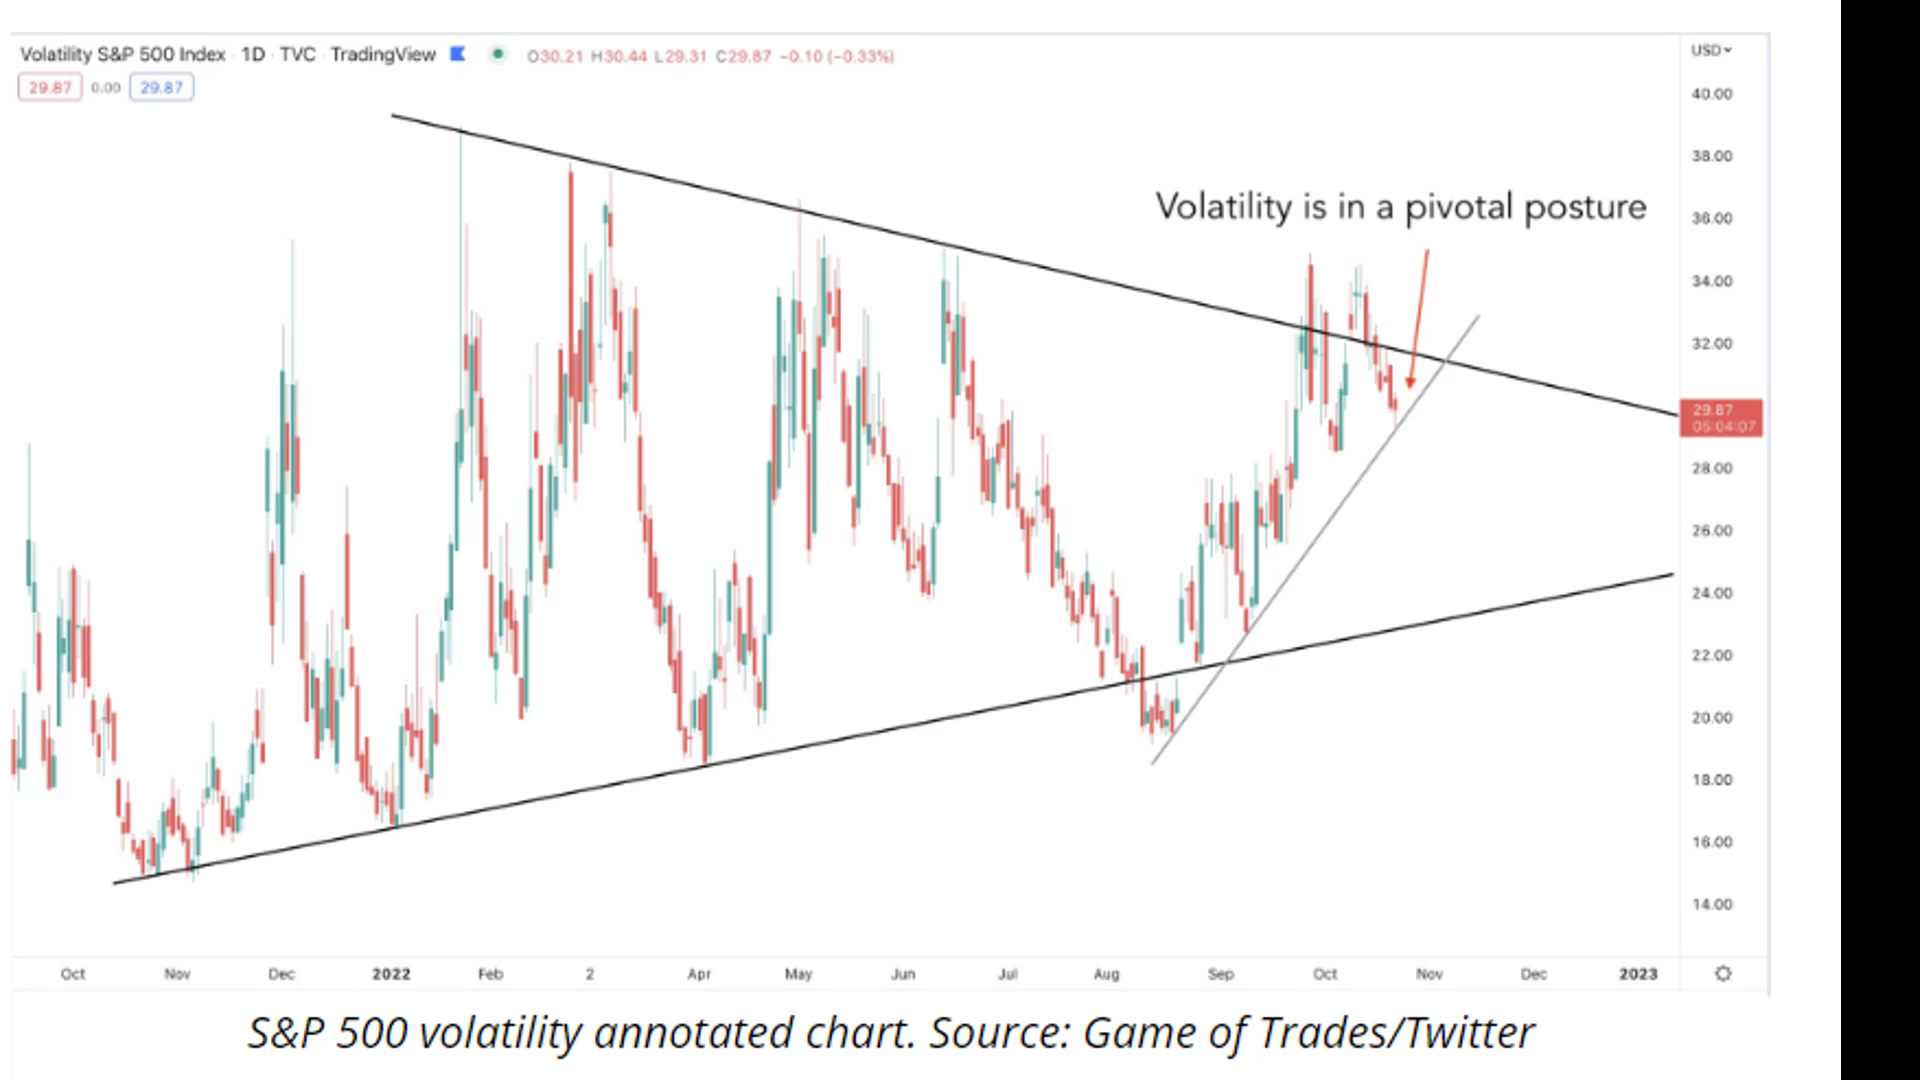 Volatility S&P 500 Index · 1D · TVC · TradingView O30.21 H30.44 L29.31 C29.87 −0.10 (−0.33%)
USD
29.87 0.00 29.87
40.00
38.00
Volatility is in a pivotal posture
36.00
34.00
32.00
29.87
05:04:07
28.00
26.00
24.00
22.00
20.00
18.00
16.00
14.00
Oct Nov Dec 2022 Feb 2 Apr May Jun Jul Aug Sep Oct Nov Dec 2023
S&P 500 volatility annotated chart. Source: Game of Trades/Twitter